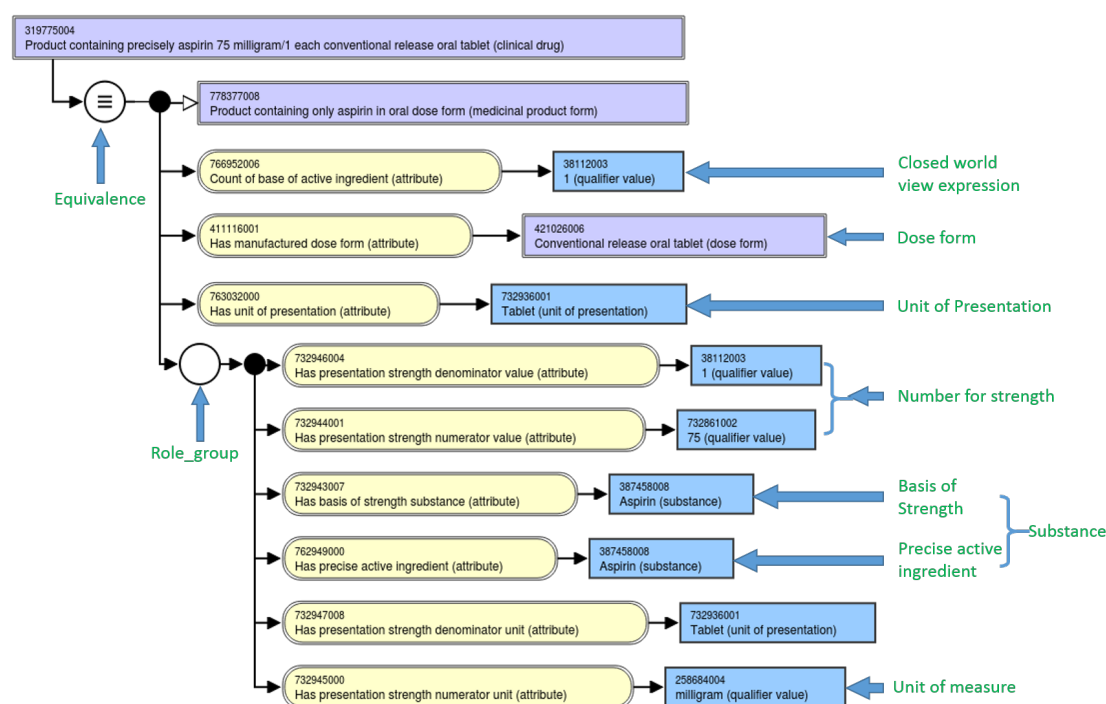 319775004
Product containing precisely aspirin 75 milligram/1 each conventional release oral tablet (clinical drug)
778377008
Product containing only aspirin in oral dose form (medicinal product form)
Equivalence
766952006
Count of base of active ingredient (attribute)
38112003
1 (qualifier value)
Closed world
view expression
411116001
Has manufactured dose form (attribute)
421026006
Conventional release oral tablet (dose form)
Dose form
763032000
Has unit of presentation (attribute)
732936001
Tablet (unit of presentation)
Unit of Presentation
Role_group
732946004
Has presentation strength denominator value (attribute)
38112003
1 (qualifier value)
732944001
Has presentation strength numerator value (attribute)
732861002
75 (qualifier value)
Number for strength
732943007
Has basis of strength substance (attribute)
387458008
Aspirin (substance)
Basis of
Strength
762949000
Has precise active ingredient (attribute)
387458008
Aspirin (substance)
Precise active
ingredient
Substance
732947008
Has presentation strength denominator unit (attribute)
732936001
Tablet (unit of presentation)
732945000
Has presentation strength numerator unit (attribute)
258684004
milligram (qualifier value)
Unit of measure